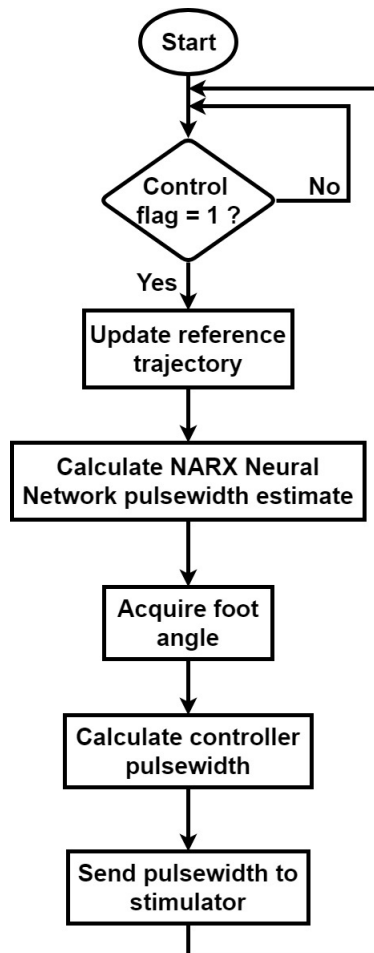 Start
Control
flag = 1 ?
No
Yes
Update reference
trajectory
Calculate NARX Neural
Network pulsewidth estimate
Acquire foot
angle
Calculate controller
pulsewidth
Send pulsewidth to
stimulator